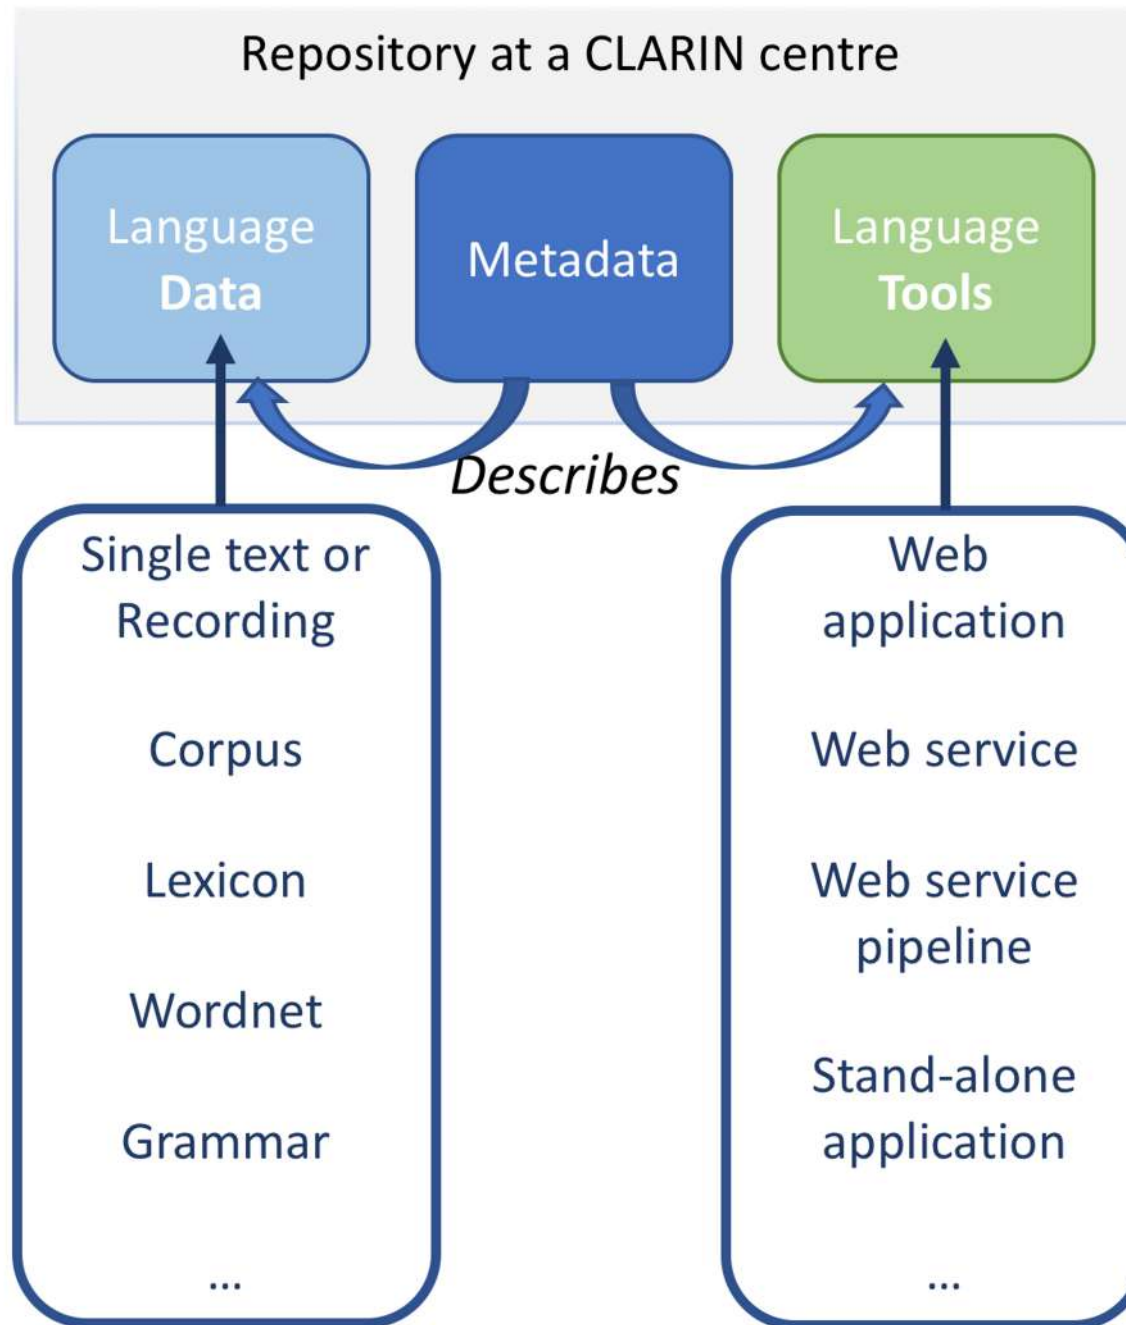 Repository at a CLARIN centre
Language
Data
Metadata
Language
Tools
Describes
Single text or
Recording
Corpus
Lexicon
Wordnet
Grammar
...
Web
application
Web service
Web service
pipeline
Stand-alone
application
...